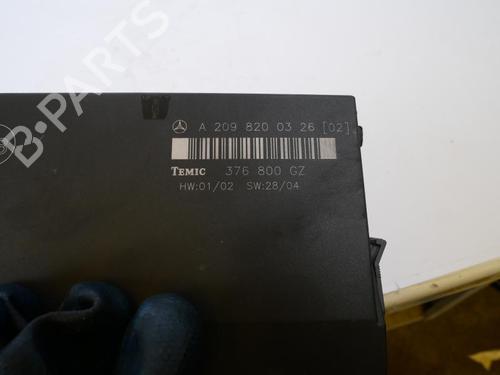 B-PARTS
A 209 820 03 26 [02]
TEMIC 376 800 GZ
HW:01/02 SW:28/04